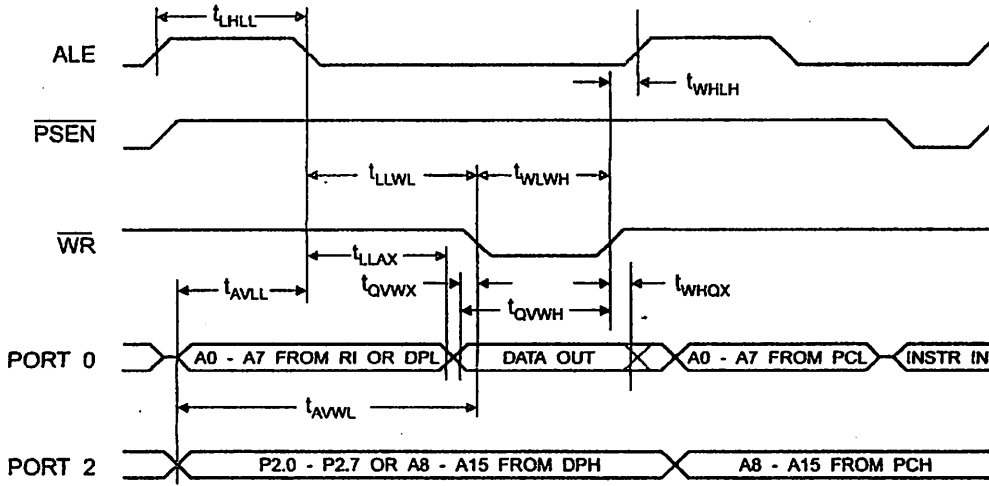 tLHLL
ALE
tWHLH
PSEN
tLLWL
tWLWH
WR
tLLAX
tQVWX
tWHQX
tAVLL
tQVWH
PORT 0
A0 - A7 FROM RI OR DPL
DATA OUT
A0 - A7 FROM PCL
INSTR IN
tAVWL
PORT 2
P2.0 - P2.7 OR A8 - A15 FROM DPH
A8 - A15 FROM PCH